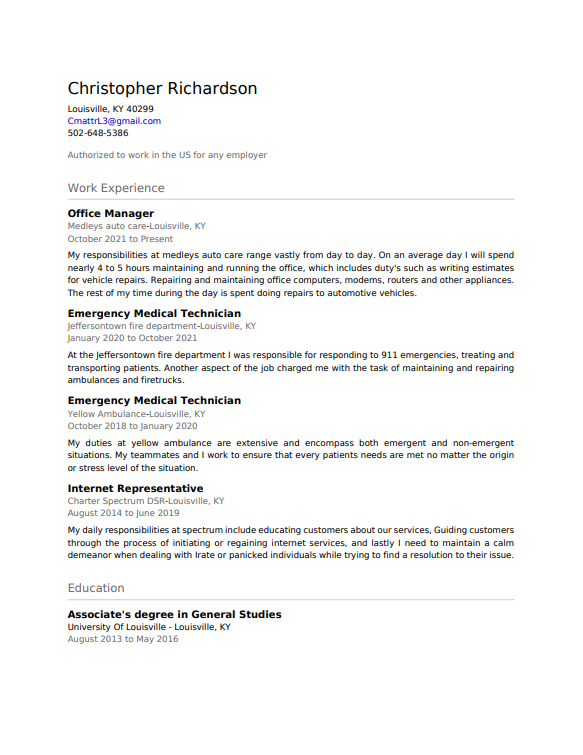 Christopher Richardson
Louisville, KY 40299
CmattrL3@gmail.com
502-648-5386
Authorized to work in the US for any employer
Work Experience
Office Manager
Medleys auto care-Louisville, KY
October 2021 to Present
My responsibilities at medleys auto care range vastly from day to day. On an average day I will spend
nearly 4 to 5 hours maintaining and running the office, which includes duty's such as writing estimates
for vehicle repairs. Repairing and maintaining office computers, modems, routers and other appliances.
The rest of my time during the day is spent doing repairs to automotive vehicles.
Emergency Medical Technician
Jeffersontown fire department-Louisville, KY
January 2020 to October 2021
At the Jeffersontown fire department I was responsible for responding to 911 emergencies, treating and
transporting patients. Another aspect of the job charged me with the task of maintaining and repairing
ambulances and firetrucks.
Emergency Medical Technician
Yellow Ambulance-Louisville, KY
October 2018 to January 2020
My duties at yellow ambulance are extensive and encompass both emergent and non-emergent
situations. My teammates and I work to ensure that every patients needs are met no matter the origin
or stress level of the situation.
Internet Representative
Charter Spectrum DSR-Louisville, KY
August 2014 to June 2019
My daily responsibilities at spectrum include educating customers about our services, Guiding customers
through the process of initiating or regaining internet services, and lastly I need to maintain a calm
demeanor when dealing with Irate or panicked individuals while trying to find a resolution to their issue.
Education
Associate's degree in General Studies
University Of Louisville - Louisville, KY
August 2013 to May 2016